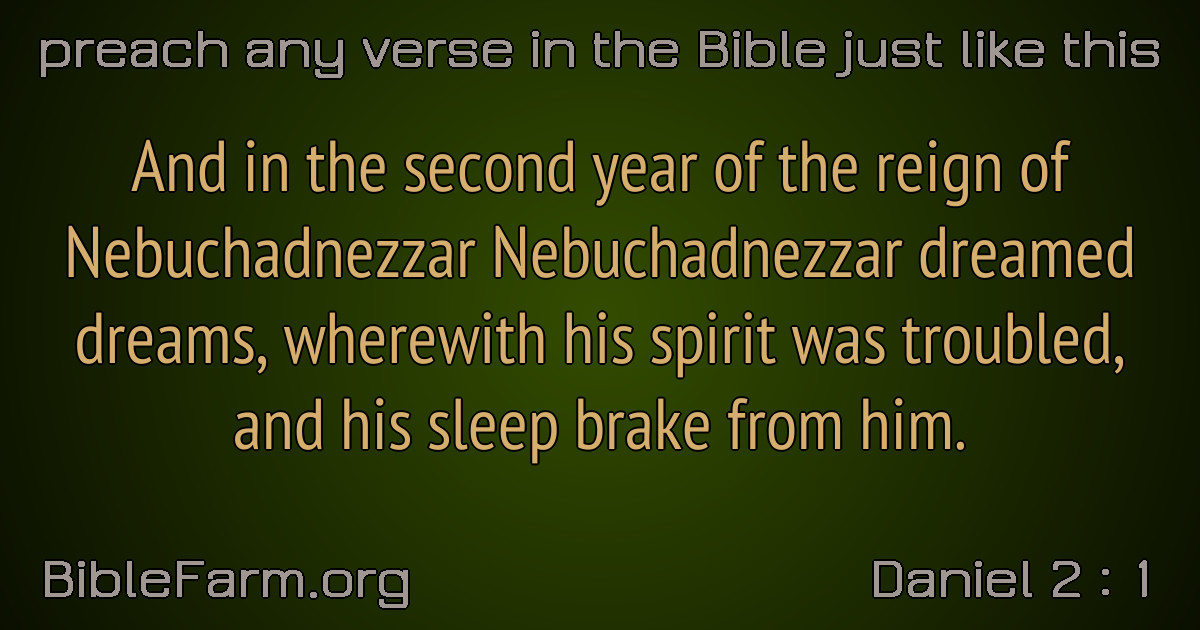 preach any verse in the Bible just like this
And in the second year of the reign of
Nebuchadnezzar Nebuchadnezzar dreamed
dreams, wherewith his spirit was troubled,
and his sleep brake from him.
BibleFarm.org
Daniel 2 : 1